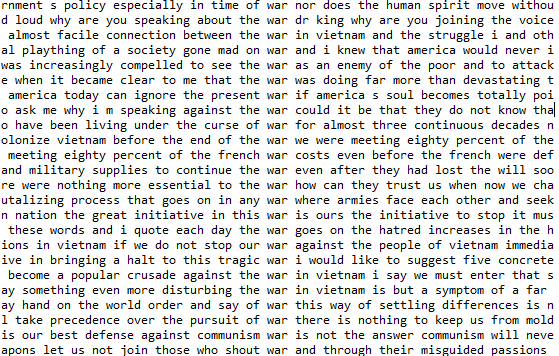 rnment s policy especially in time of war nor does the human spirit move withou
d loud why are you speaking about the war dr king why are you joining the voice
almost facile connection between the war in vietnam and the struggle i and oth
al plaything of a society gone mad on war and i knew that america would never i
was increasingly compelled to see the war as an enemy of the poor and to attack
e when it became clear to me that the war was doing far more than devastating t
america today can ignore the present war if america s soul becomes totally poi
o ask me why i m speaking against the war could it be that they do not know tha
o have been living under the curse of war for almost three continuous decades n
olonize vietnam before the end of the war we were meeting eighty percent of the
meeting eighty percent of the french war costs even before the french were def
and military supplies to continue the war even after they had lost the will soo
re were nothing more essential to the war how can they trust us when now we cha
utalizing process that goes on in any war where armies face each other and seek
n nation the great initiative in this war is ours the initiative to stop it mus
these words and i quote each day the war goes on the hatred increases in the h
ions in vietnam if we do not stop our war against the people of vietnam immedia
ive in bringing a halt to this tragic war i would like to suggest five concrete
become a popular crusade against the war in vietnam i say we must enter that s
ay something even more disturbing the war in vietnam is but a symptom of a far
ay hand on the world order and say of war this way of settling differences is n
l take precedence over the pursuit of war there is nothing to keep us from mold
is our best defense against communism war is not the answer communism will neve
apons let us not join those who shout war and through their misguided passions